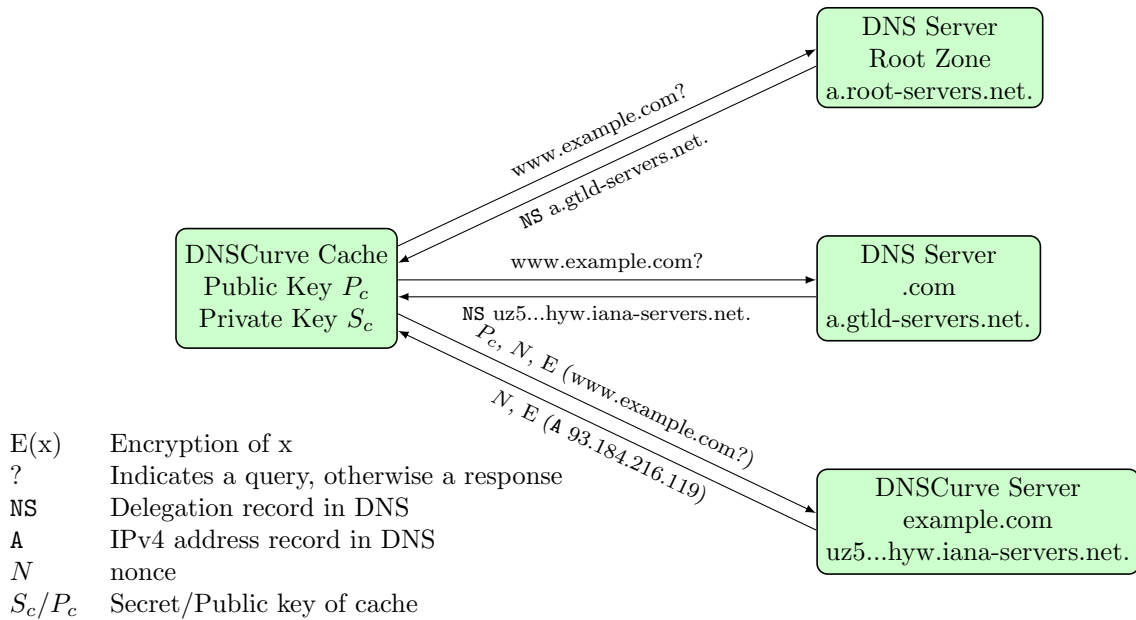 DNS Server
Root Zone
a.root-servers.net.
www.example.com?
NS a.gtld-servers.net.
DNSCurve Cache
Public Key P_c
Private Key S_c
www.example.com?
NS uz5...hyw.iana-servers.net.
DNS Server
.com
a.gtld-servers.net.
P_c, N, E (www.example.com?)
N, E (A 93.184.216.119)
DNSCurve Server
example.com
uz5...hyw.iana-servers.net.
E(x) Encryption of x
? Indicates a query, otherwise a response
NS Delegation record in DNS
A IPv4 address record in DNS
N nonce
S_c/P_c Secret/Public key of cache